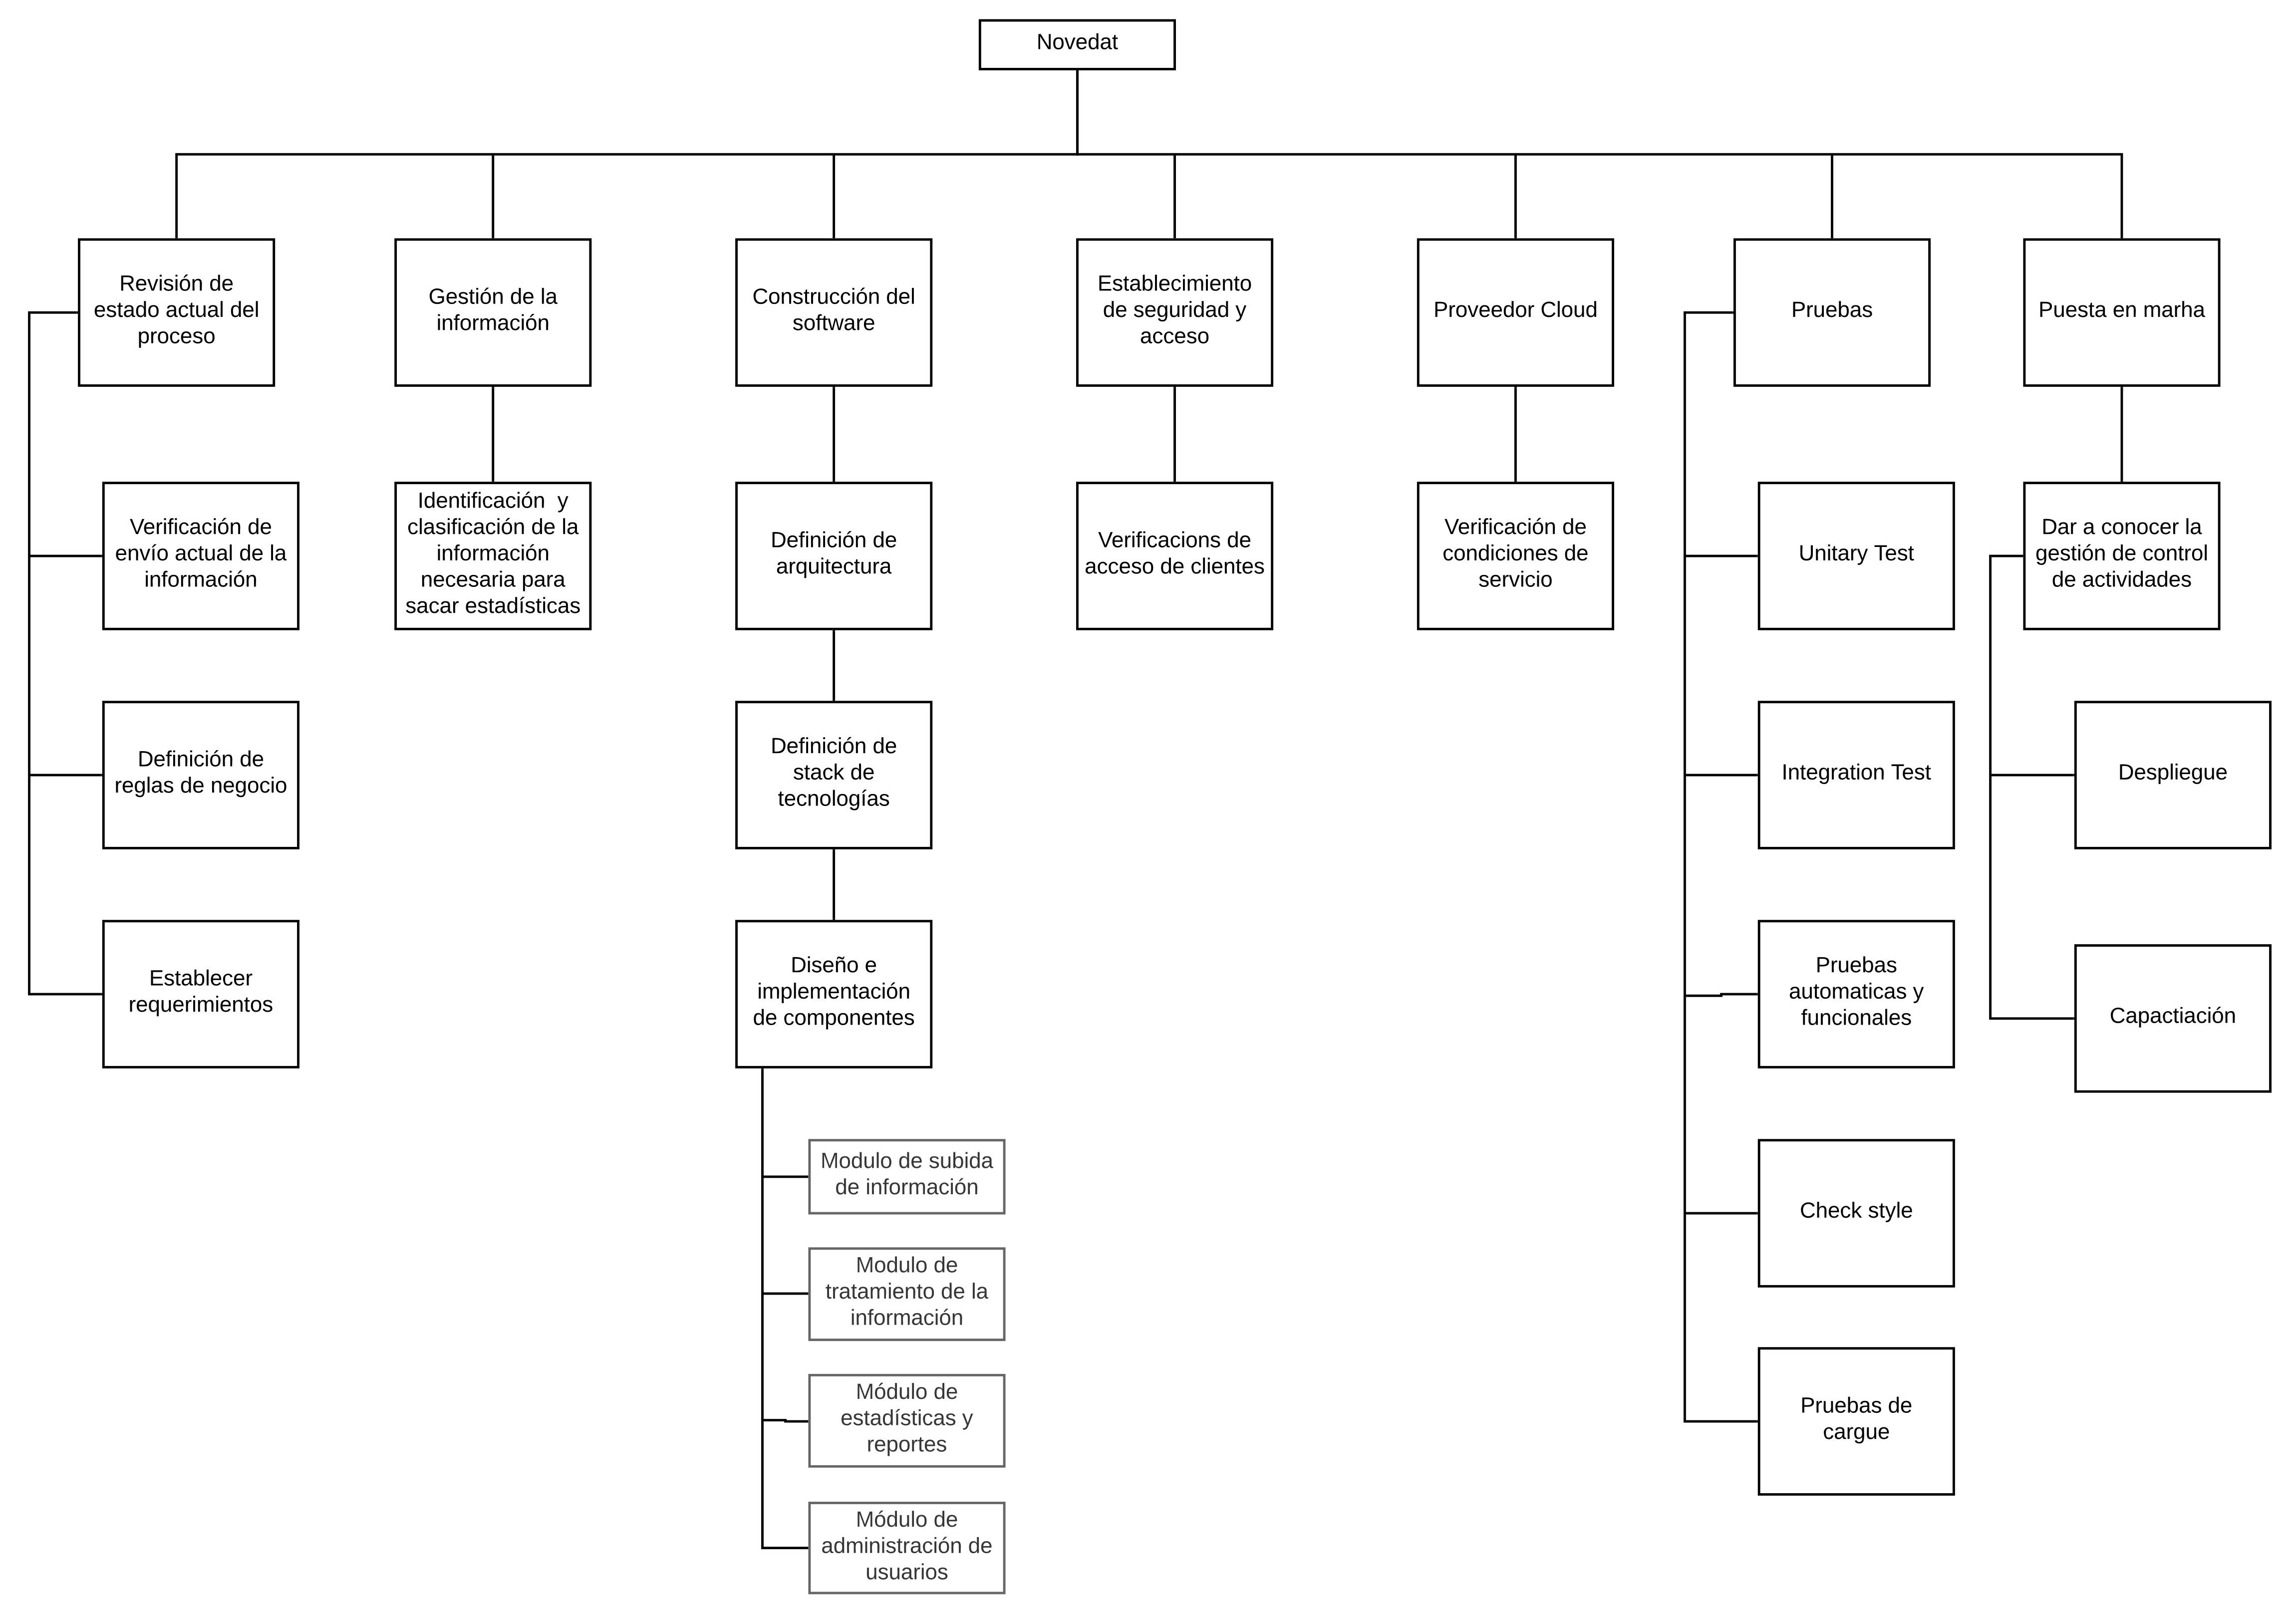 Novedat
Revisión de
estado actual del
proceso
Gestión de la
información
Construcción del
software
Establecimiento
de seguridad y
acceso
Proveedor Cloud
Pruebas
Puesta en marha
Verificación de
envío actual de la
información
Identificación  y
clasificación de la
información
necesaria para
sacar estadísticas
Definición de
arquitectura
Verificacions de
acceso de clientes
Verificación de
condiciones de
servicio
Unitary Test
Dar a conocer la
gestión de control
de actividades
Definición de
reglas de negocio
Definición de
stack de
tecnologías
Integration Test
Despliegue
Establecer
requerimientos
Diseño e
implementación
de componentes
Pruebas
automaticas y
funcionales
Capactiación
Modulo de subida
de información
Check style
Modulo de
tratamiento de la
información
Módulo de
estadísticas y
reportes
Pruebas de
cargue
Módulo de
administración de
usuarios